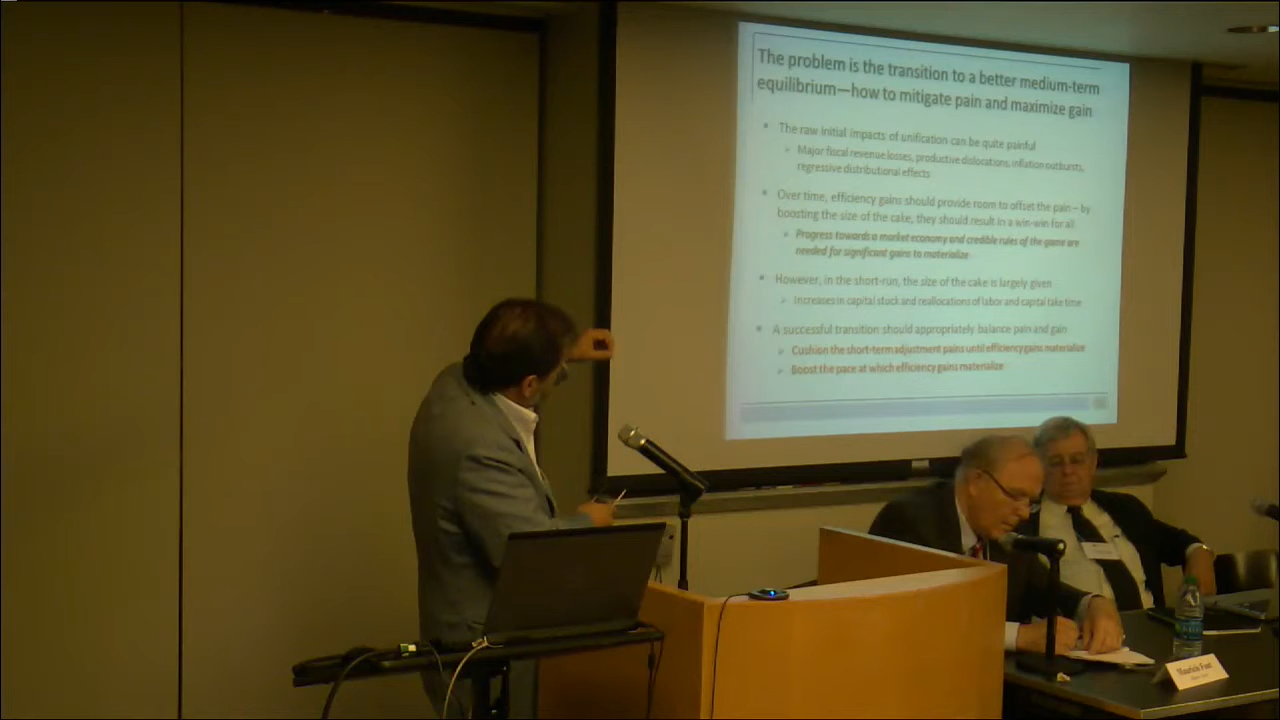 The problem is the transition to a better medium-term
equilibrium—how to mitigate pain and maximize gain
• The raw initial impacts of unification can be quite painful
➢ Major fiscal revenue losses, productive dislocations, inflation outbursts,
regressive distributional effects
• Over time, efficiency gains should provide room to offset the pain – by
boosting the size of the cake, they should result in a win-win for all
➢ Progress towards a market economy and credible rules of the game are
needed for significant gains to materialize
• However, in the short-run, the size of the cake is largely given
➢ Increases in capital stock and reallocations of labor and capital take time
• A successful transition should appropriately balance pain and gain
➢ Cushion the short-term adjustment pains until efficiency gains materialize
➢ Boost the pace at which efficiency gains materialize